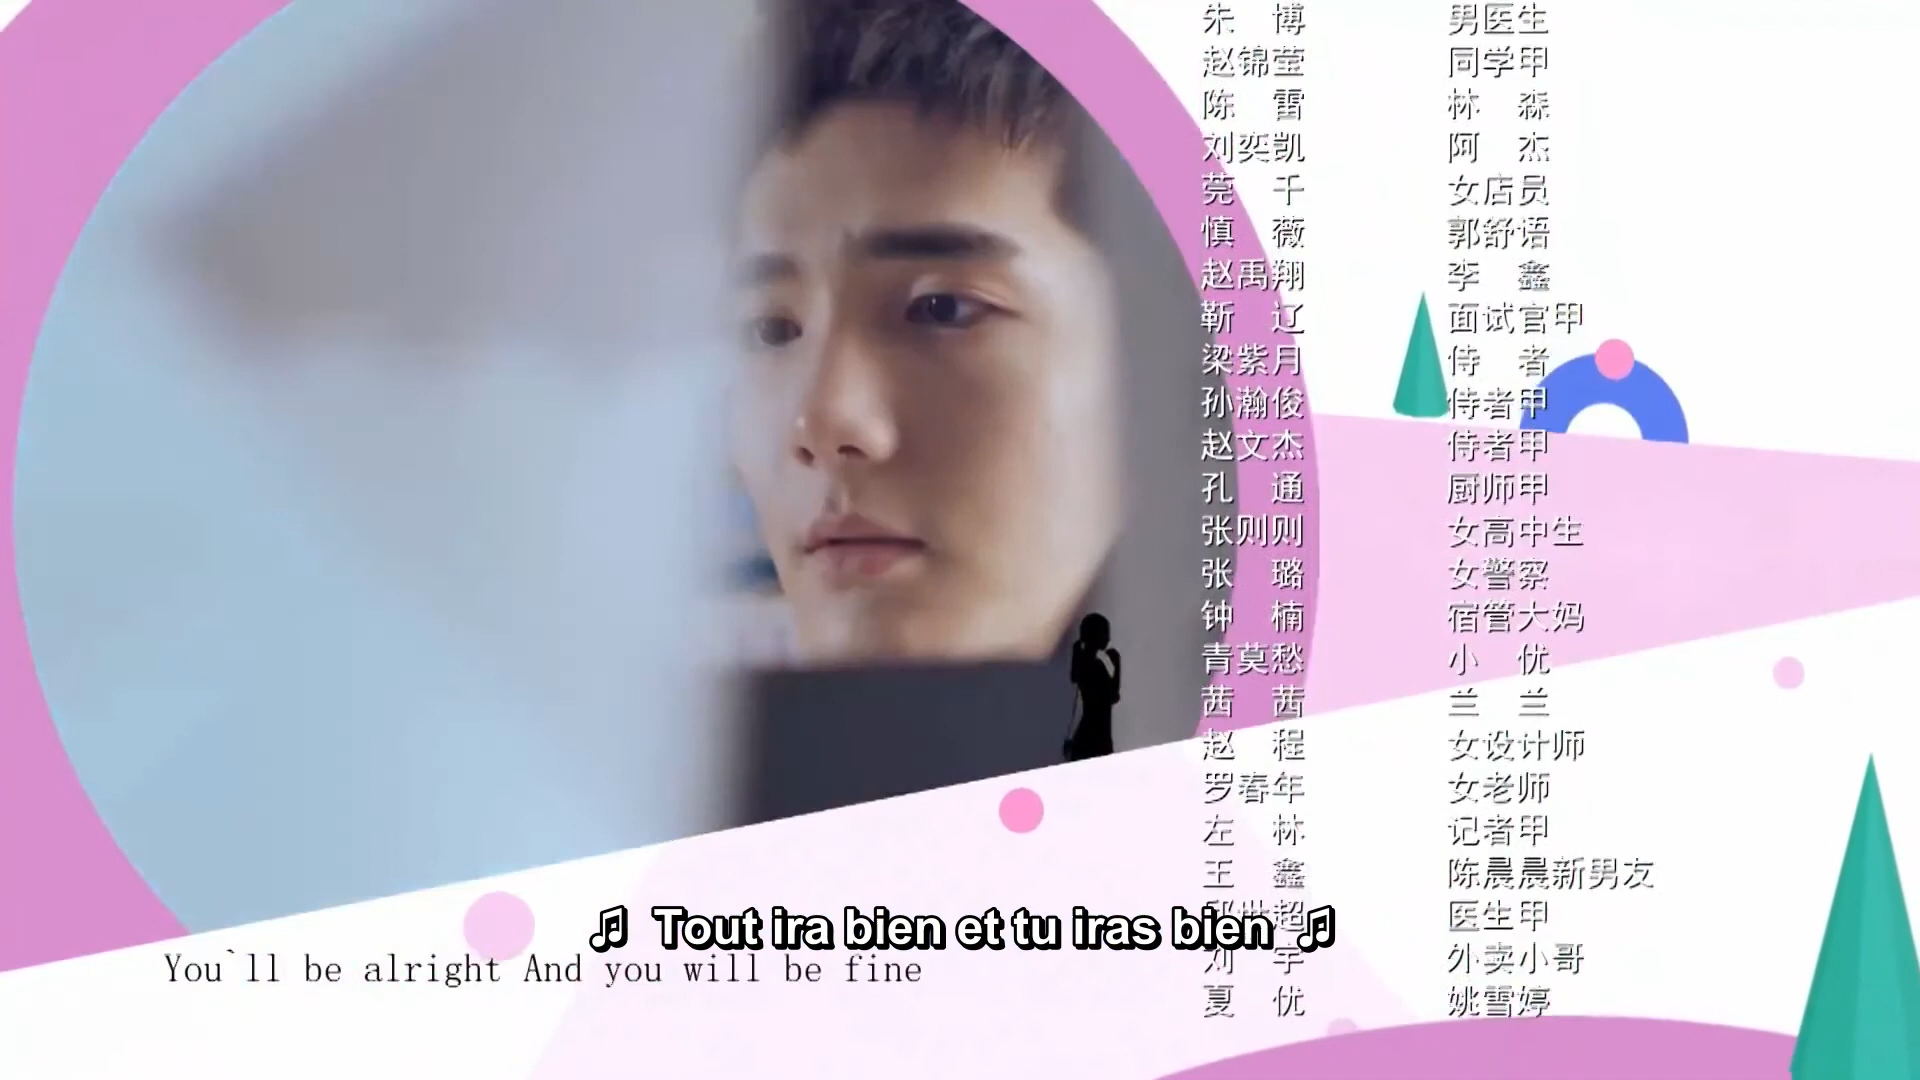 朱 博 男医生
赵锦莹 同学甲
陈 雷 林 森
刘奕凯 阿 杰
莞 千 女店员
慎 薇 郭舒语
赵禹翔 李 鑫
靳 辽 面试官甲
梁紫月 侍 者
孙瀚俊 侍者甲
赵文杰 侍者甲
孔 通 厨师甲
张则则 女高中生
张 璐 女警察
钟 楠 宿管大妈
青莫愁 小 优
茜 茜 兰 兰
赵 程 女设计师
罗春年 女老师
左 林 记者甲
王 鑫 陈晨晨新男友
邱世超 医生甲
♫ Tout ira bien et tu iras bien ♫
刘 宇 外卖小哥
You`ll be alright And you will be fine
夏 优 姚雪婷